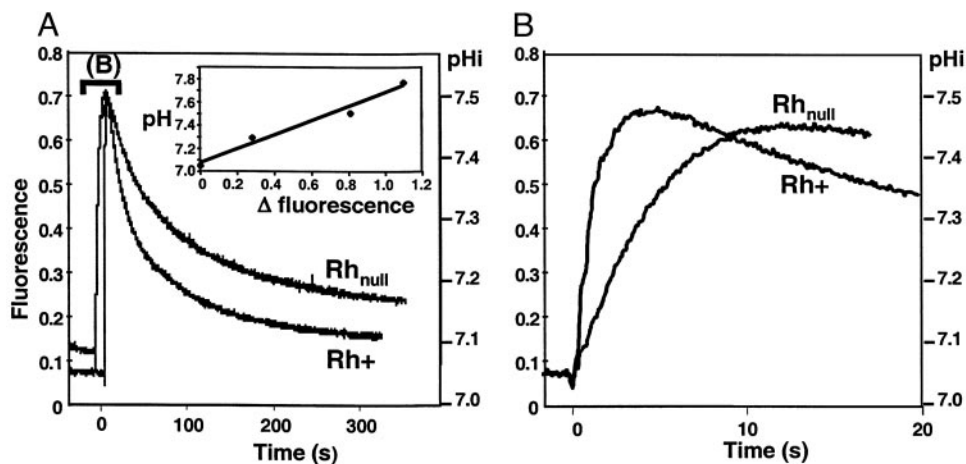 A
B
0.8
0.7
0.6
0.5
0.4
0.3
0.2
0.1
0
Fluorescence
(B)
pHi
7.5
7.4
7.3
7.2
7.1
7.0
7.8
7.6
7.4
7.2
7.0
pH
0 0.2 0.4 0.6 0.8 1.0 1.2
Δ fluorescence
Rhnull
Rh+
0 100 200 300
Time (s)
0.8
0.7
0.6
0.5
0.4
0.3
0.2
0.1
0
pHi
7.5
7.4
7.3
7.2
7.1
7.0
Rhnull
Rh+
0 10 20
Time (s)